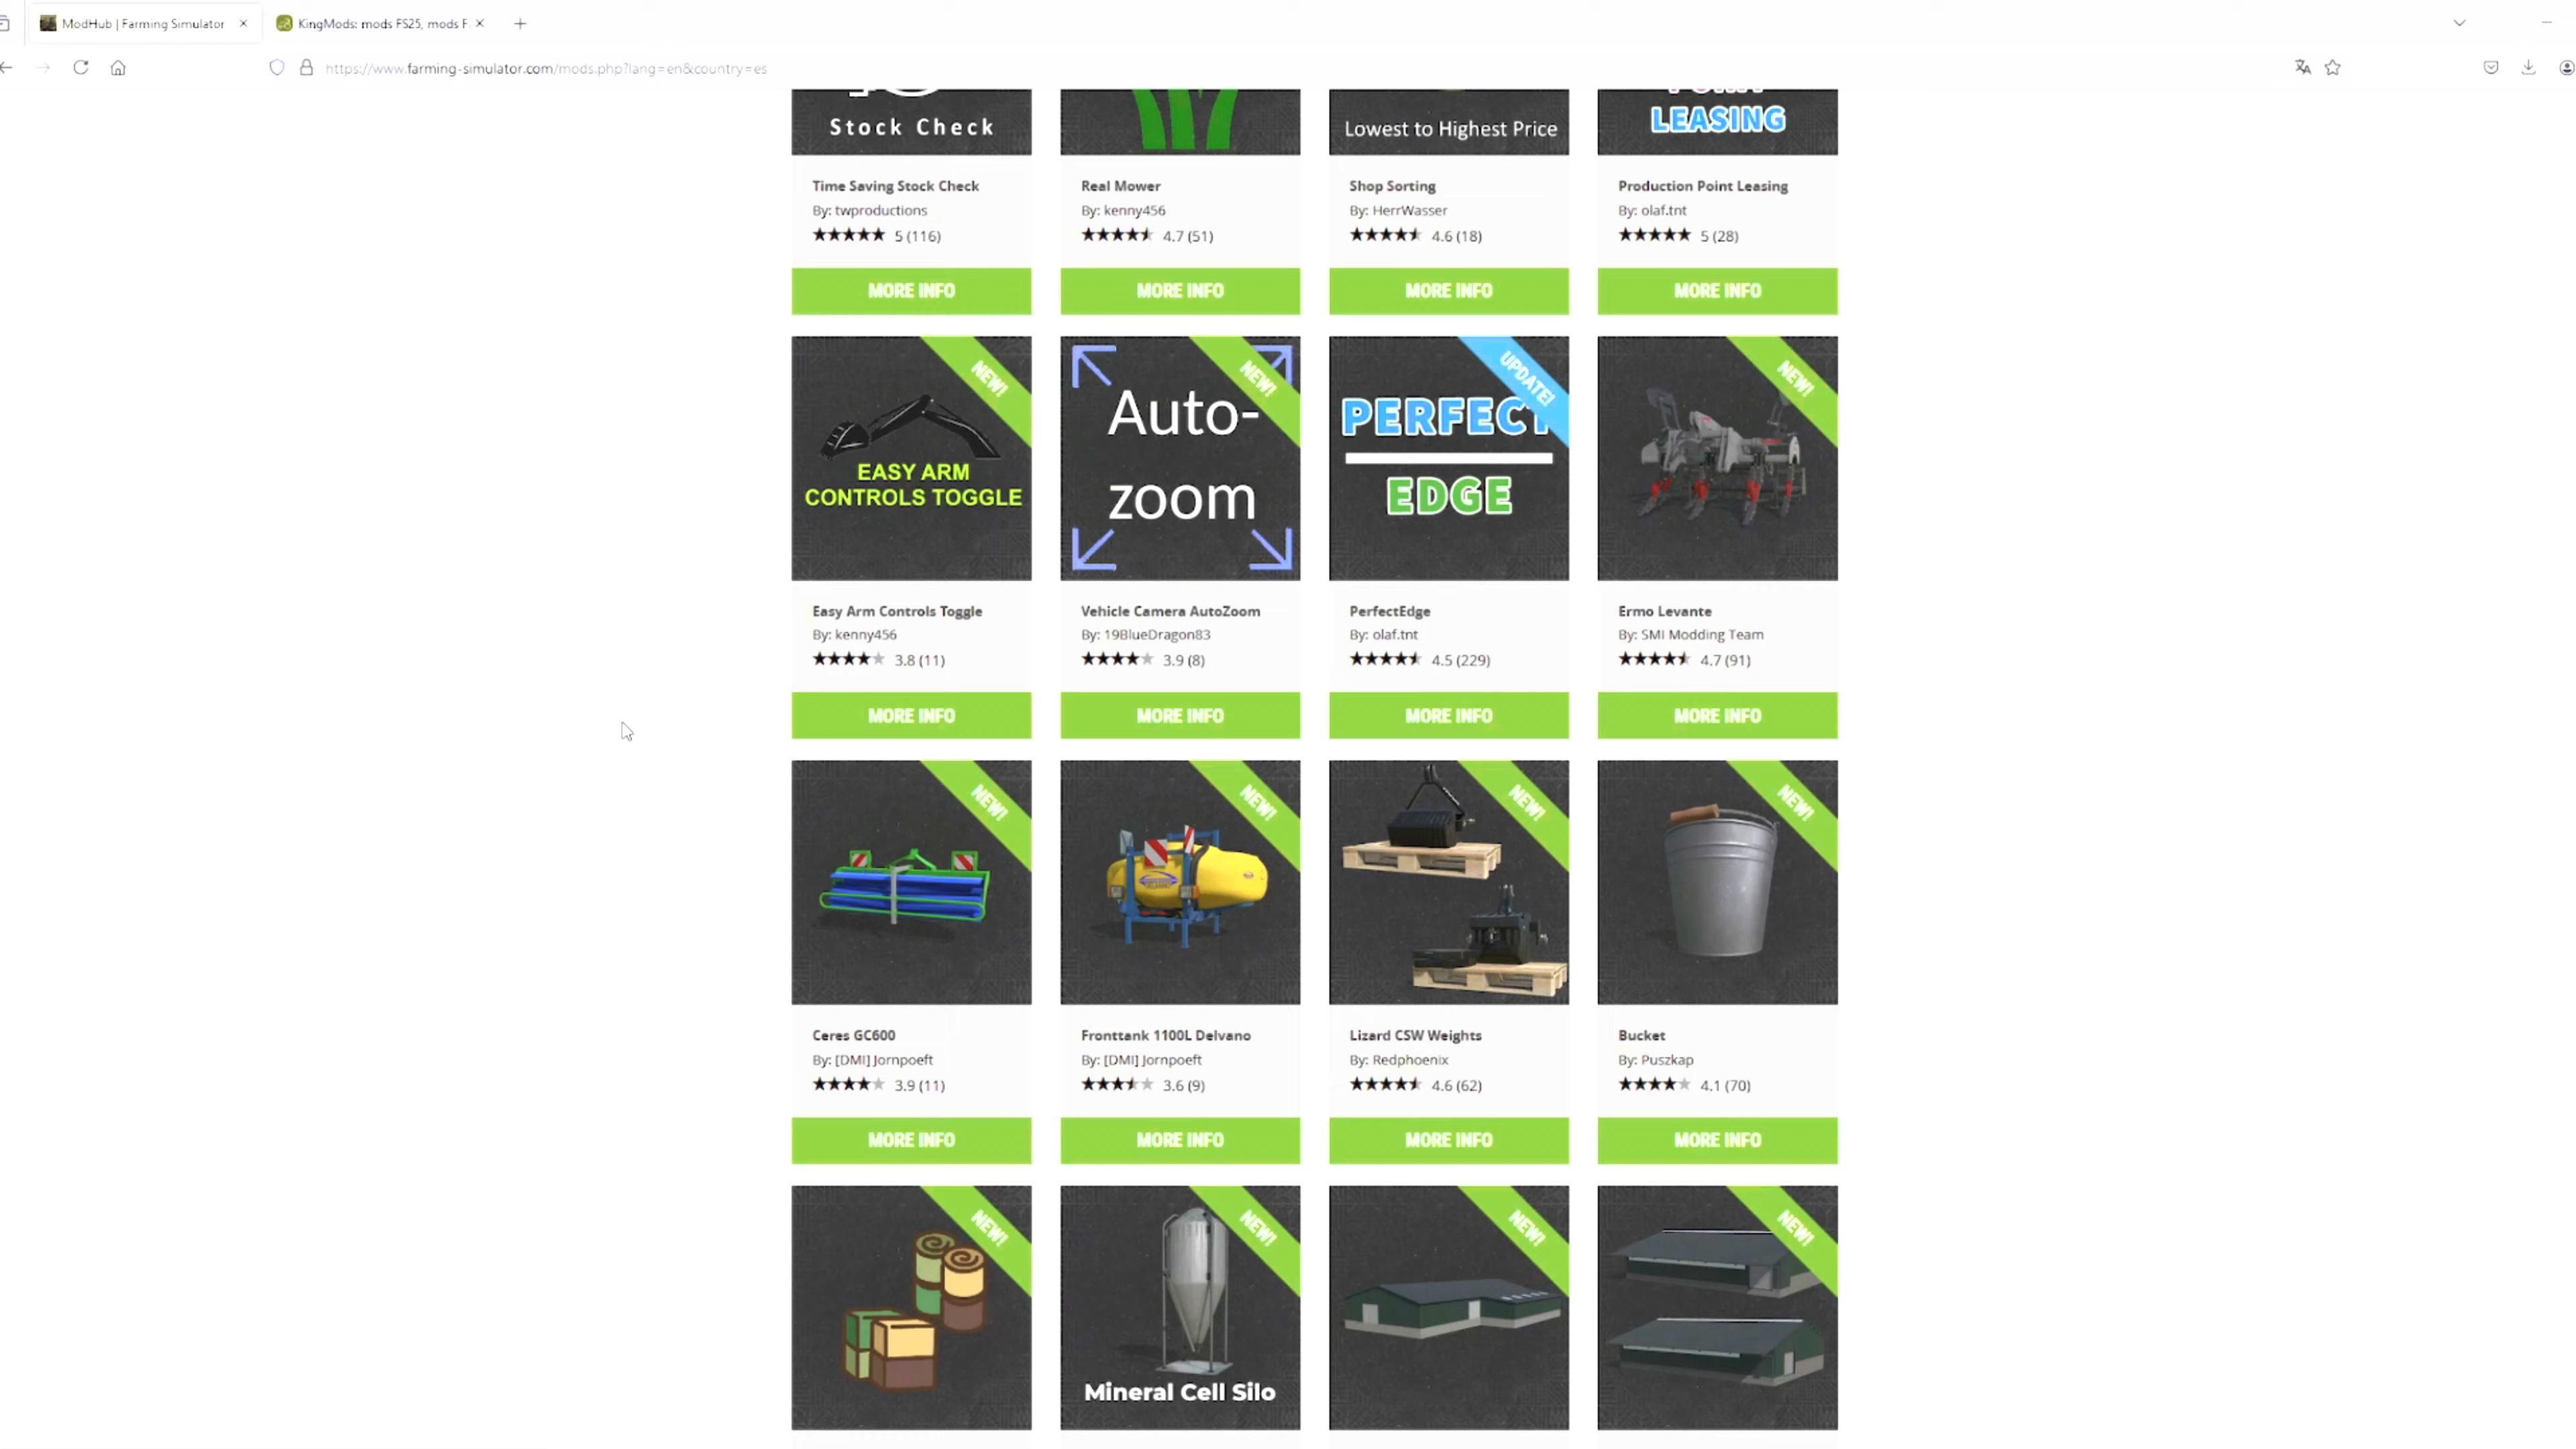 ModHub | Farming Simulator
KingMods: mods FS25, mods F
https://www.farming-simulator.com/mods.php?lang=en&country=es
Stock Check
Lowest to Highest Price
LEASING
Time Saving Stock Check
By: twproductions
5 (116)
MORE INFO
Real Mower
By: kenny456
4.7 (51)
MORE INFO
Shop Sorting
By: HerrWasser
4.6 (18)
MORE INFO
Production Point Leasing
By: olaf.tnt
5 (28)
MORE INFO
NEW!
EASY ARM
CONTROLS TOGGLE
Easy Arm Controls Toggle
By: kenny456
3.8 (11)
MORE INFO
NEW!
Auto-
zoom
Vehicle Camera AutoZoom
By: 19BlueDragon83
3.9 (8)
MORE INFO
UPDATE!
PERFECT
EDGE
PerfectEdge
By: olaf.tnt
4.5 (229)
MORE INFO
NEW!
Ermo Levante
By: SMI Modding Team
4.7 (91)
MORE INFO
NEW!
Ceres GC600
By: [DMI] Jornpoeft
3.9 (11)
MORE INFO
NEW!
Fronttank 1100L Delvano
By: [DMI] Jornpoeft
3.6 (9)
MORE INFO
NEW!
Lizard CSW Weights
By: Redphoenix
4.6 (62)
MORE INFO
NEW!
Bucket
By: Puszkap
4.1 (70)
MORE INFO
NEW!
NEW!
Mineral Cell Silo
NEW!
NEW!